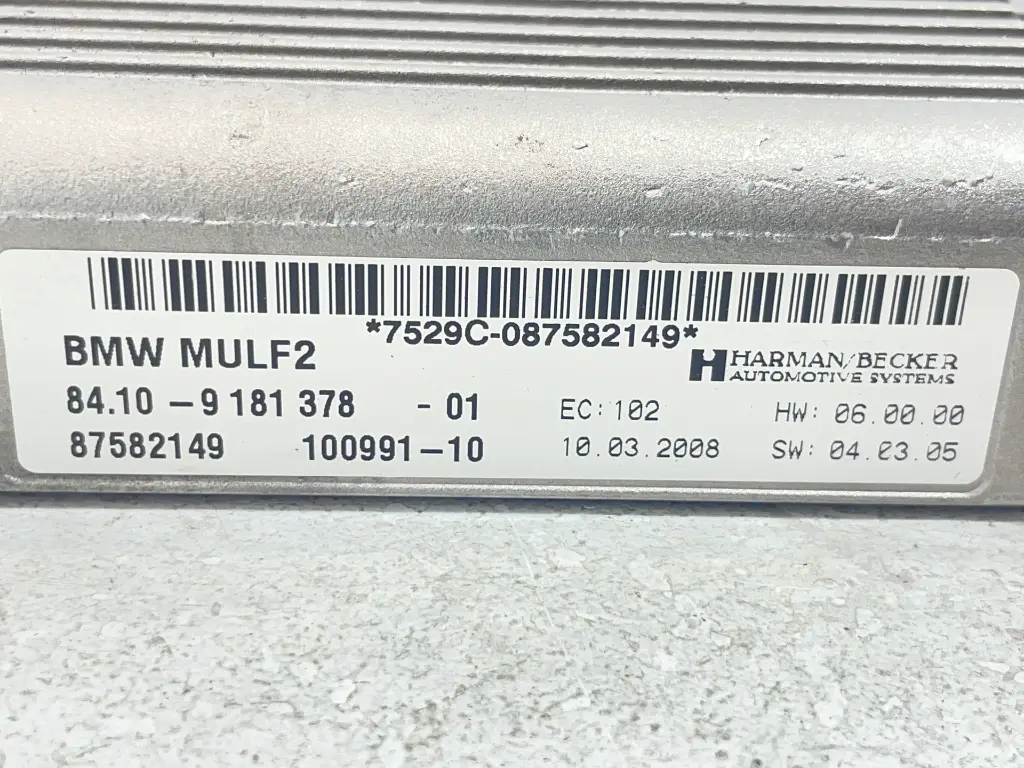 *7529C-087582149*
BMW MULF2
HARMAN/BECKER
AUTOMOTIVE SYSTEMS
84.10 - 9 181 378 - 01 EC: 102 HW: 06.00.00
87582149 100991-10 10.03.2008 SW: 04.03.05